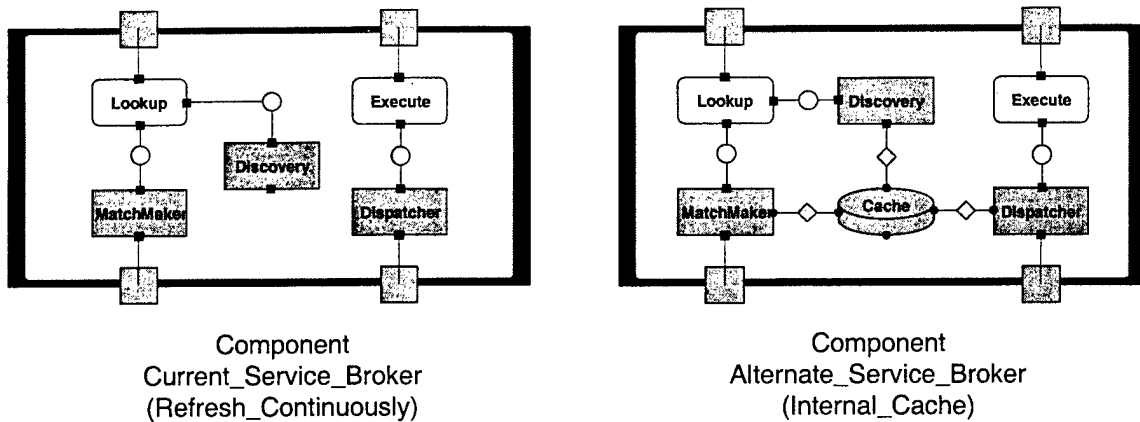 Lookup
Execute
Discovery
MatchMaker
Dispatcher
Component
Current_Service_Broker
(Refresh_Continuously)
Lookup
Discovery
Execute
MatchMaker
Cache
Dispatcher
Component
Alternate_Service_Broker
(Internal_Cache)